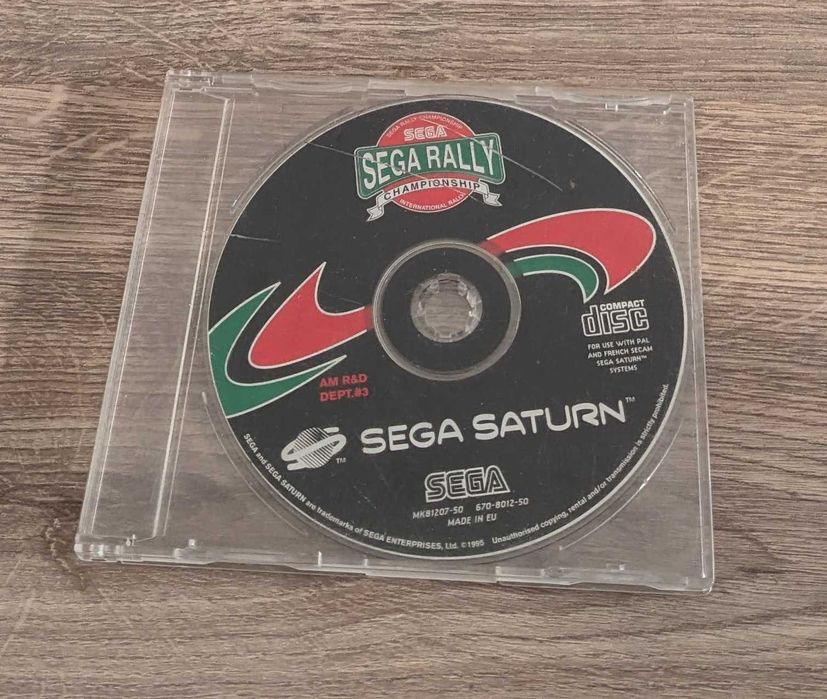 SEGA RALLY CHAMPIONSHIP
SEGA
SEGA RALLY
CHAMPIONSHIP
INTERNATIONAL RALLY
COMPACT
disc
FOR USE WITH PAL
AND FRENCH SECAM
SEGA SATURN™
SYSTEMS
AM R&D
DEPT.#3
TM
SEGA SATURN™
SEGA
MK81207-50 670-8012-50
MADE IN EU
SEGA and SEGA SATURN are trademarks of SEGA ENTERPRISES, Ltd. ©1995 Unauthorised copying, rental and/or transmission is strictly prohibited.